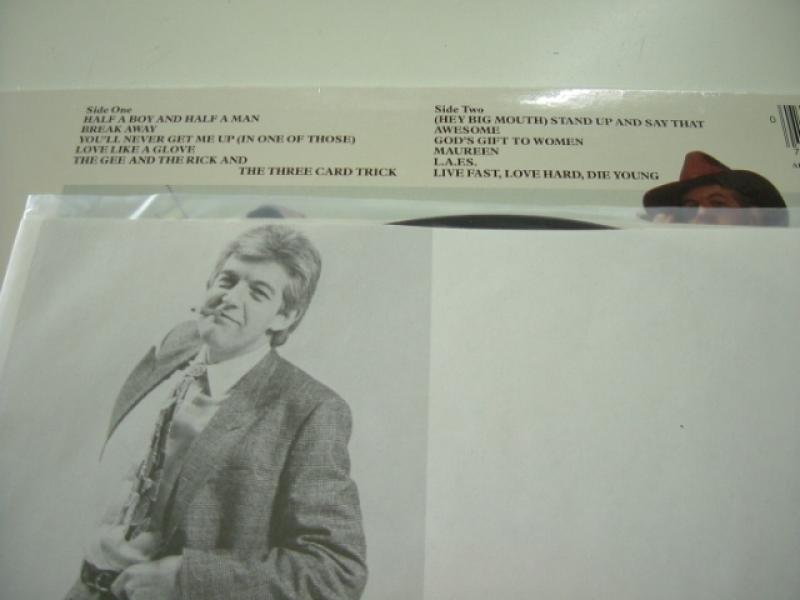 Side One
HALF A BOY AND HALF A MAN
BREAK AWAY
YOU'LL NEVER GET ME UP (IN ONE OF THOSE)
LOVE LIKE A GLOVE
THE GEE AND THE RICK AND
THE THREE CARD TRICK
Side Two
(HEY BIG MOUTH) STAND UP AND SAY THAT
AWESOME
GOD'S GIFT TO WOMEN
MAUREEN
L.A.F.S.
LIVE FAST, LOVE HARD, DIE YOUNG
0
7